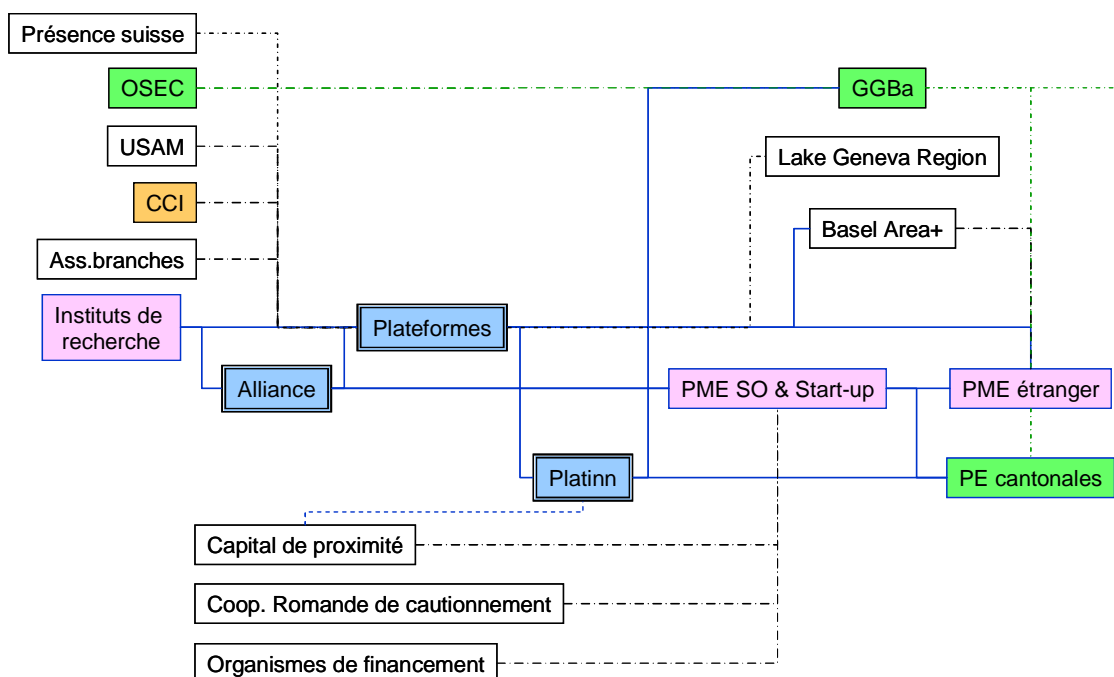 Présence suisse
OSEC
GGBa
USAM
Lake Geneva Region
CCI
Basel Area+
Ass.branches
Instituts de
recherche
Plateformes
Alliance
PME SO & Start-up
PME étranger
Platinn
PE cantonales
Capital de proximité
Coop. Romande de cautionnement
Organismes de financement